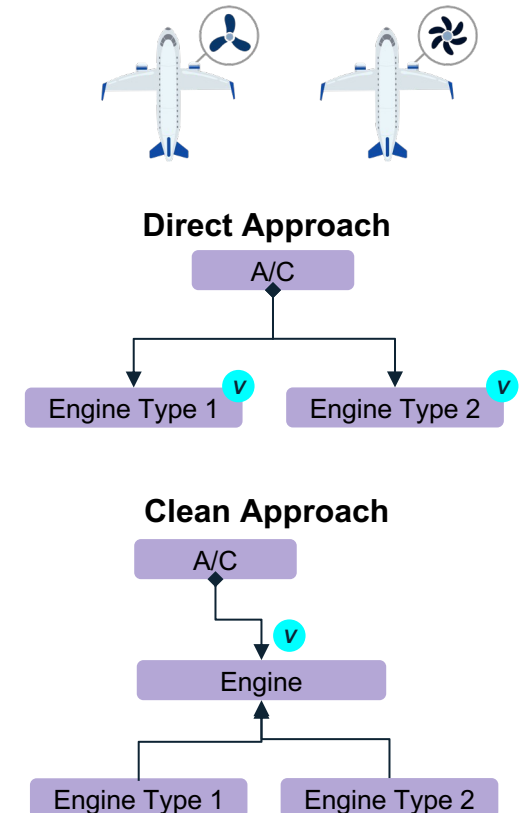 Direct Approach
A/C
V
V
Engine Type 1
Engine Type 2
Clean Approach
A/C
V
Engine
Engine Type 1
Engine Type 2